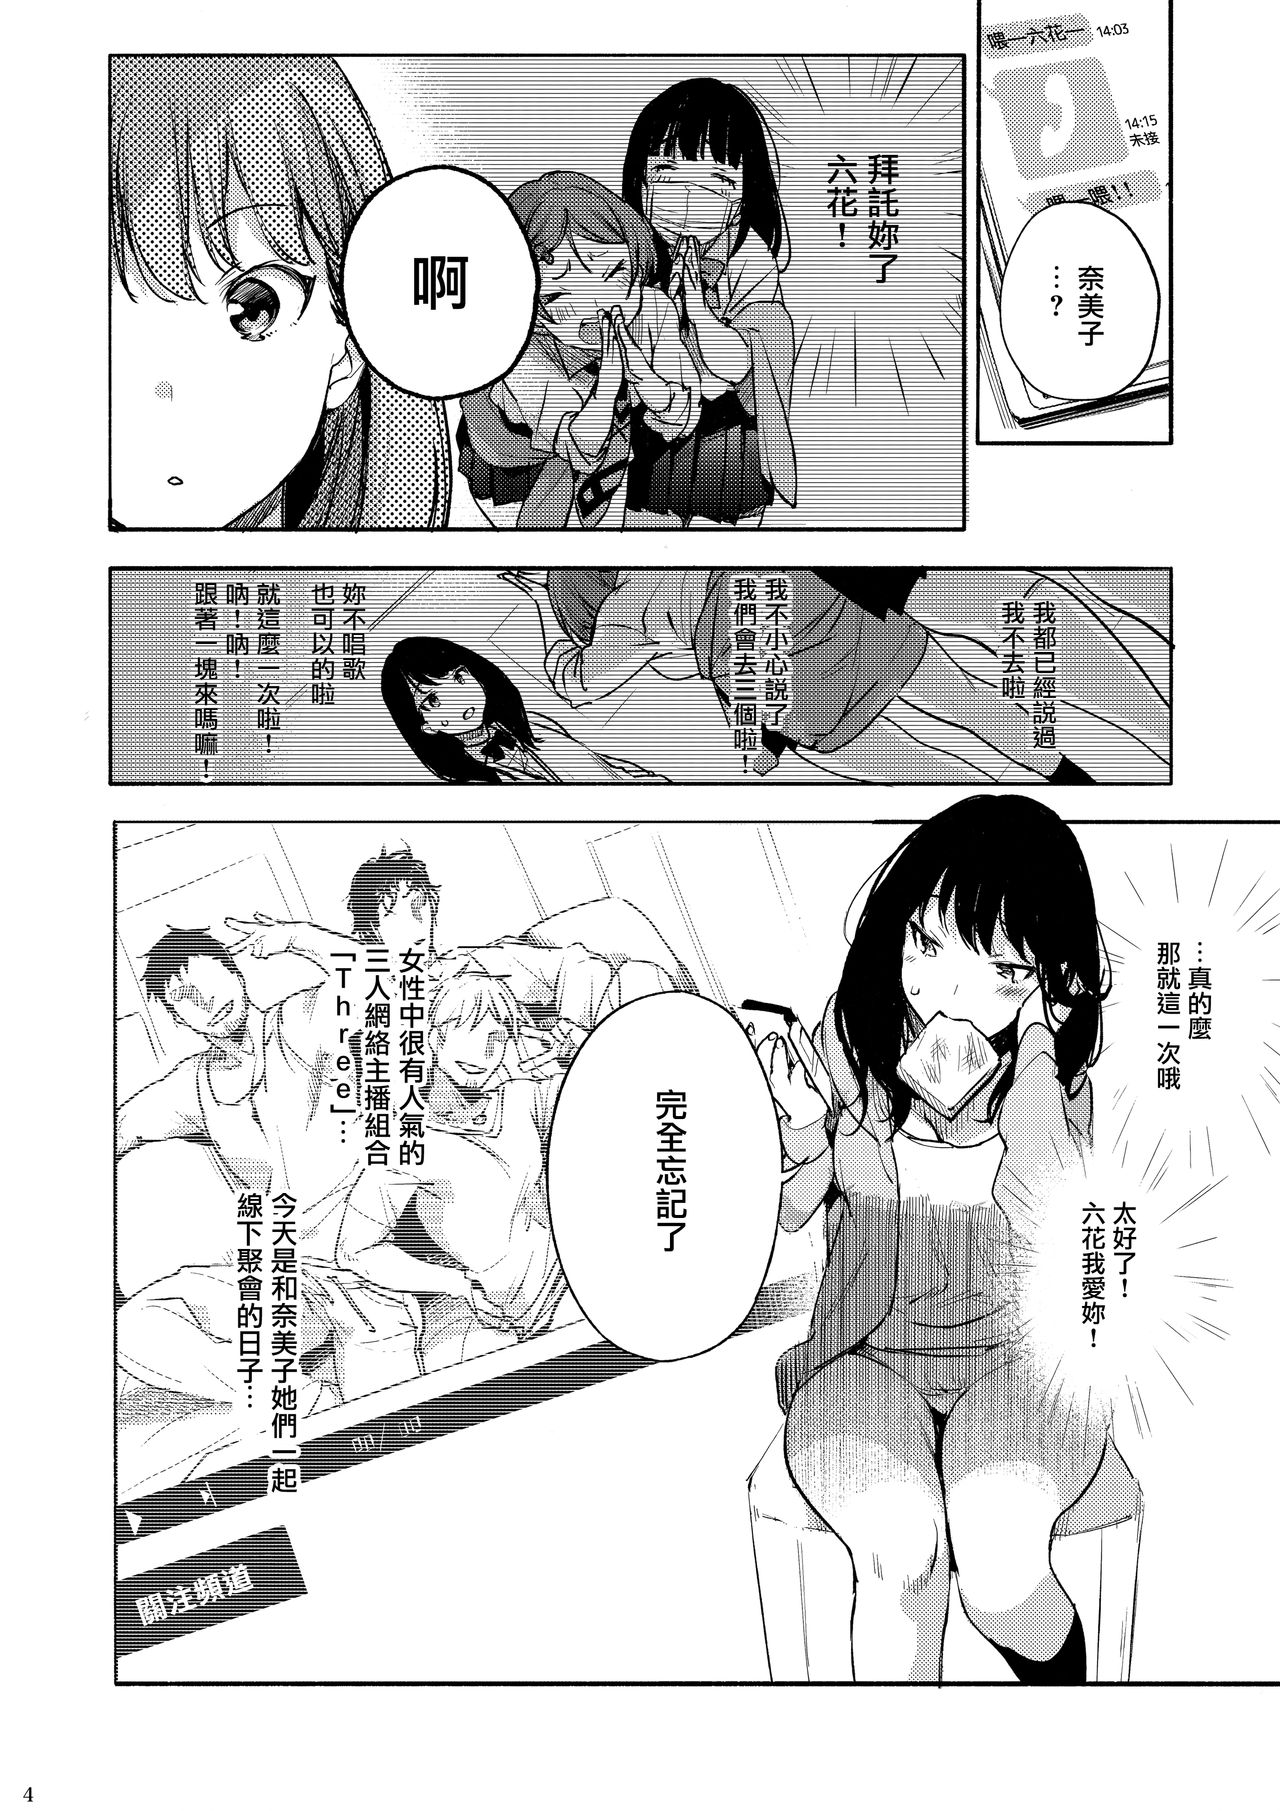 喂一六花一 14:03
14:15
未接
喂一喂!!
奈美子
…?
拜託妳了
六花!
啊
我都已經說過
我不去啦
我不小心說了
我們會去三個啦!
妳不唱歌
也可以的啦
就這麼一次啦!
吶!吶!
跟著一塊來嗎嘛!
…真的麼
那就這一次哦
太好了!
六花我愛妳!
完全忘記了
女性中很有人氣的
三人網絡主播組合
「Three」…
今天是和奈美子她們一起
線下聚會的日子…
關注頻道
4